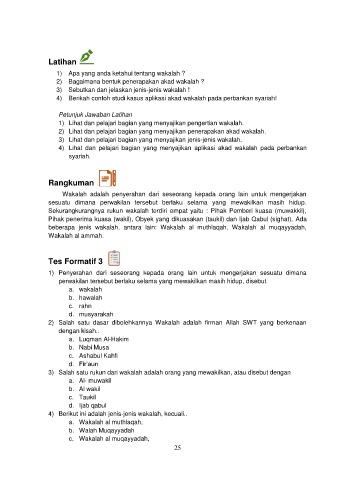 Latihan
1) Apa yang anda ketahui tentang wakalah ?
2) Bagaimana bentuk penerapakan akad wakalah ?
3) Sebutkan dan jelaskan jenis-jenis wakalah !
4) Berikah contoh studi kasus aplikasi akad wakalah pada perbankan syariah!
Petunjuk Jawaban Latihan
1) Lihat dan pelajari bagian yang menyajikan pengertian wakalah.
2) Lihat dan pelajari bagian yang menyajikan penerapakan akad wakalah.
3) Lihat dan pelajari bagian yang menyajikan jenis-jenis wakalah.
4) Lihat dan pelajari bagian yang menyajikan aplikasi akad wakalah pada perbankan
syariah.
Rangkuman
Wakalah adalah penyerahan dari seseorang kepada orang lain untuk mengerjakan
sesuatu dimana perwakilan tersebut berlaku selama yang mewakilkan masih hidup.
Sekurangkurangnya rukun wakalah terdiri empat yaitu : Pihak Pemberi kuasa (muwakkil),
Pihak penerima kuasa (wakil), Obyek yang dikuasakan (taukil) dan Ijab Qabul (sighat). Ada
beberapa jenis wakalah, antara lain: Wakalah al muthlaqah, Wakalah al muqayyadah,
Wakalah al ammah.
Tes Formatif 3
1) Penyerahan dari seseorang kepada orang lain untuk mengerjakan sesuatu dimana
perwakilan tersebut berlaku selama yang mewakilkan masih hidup, disebut
a. wakalah
b. hawalah
c. rahn
d. musyarakah
2) Salah satu dasar dibolehkannya Wakalah adalah firman Allah SWT yang berkenaan
dengan kisah..
a. Luqman Al-Hakim
b. Nabi Musa
c. Ashabul Kahfi
d. Fir'aun
3) Salah satu rukun dari wakalah adalah orang yang mewakilkan, atau disebut dengan
a. Al- muwakil
b. Al wakil
c. Taukil
d. Ijab qabul
4) Berikut ini adalah jenis-jenis wakalah, kecuali..
a. Wakalah al muthlaqah,
b. Walah Muqayyadah
c. Wakalah al muqayyadah,
25